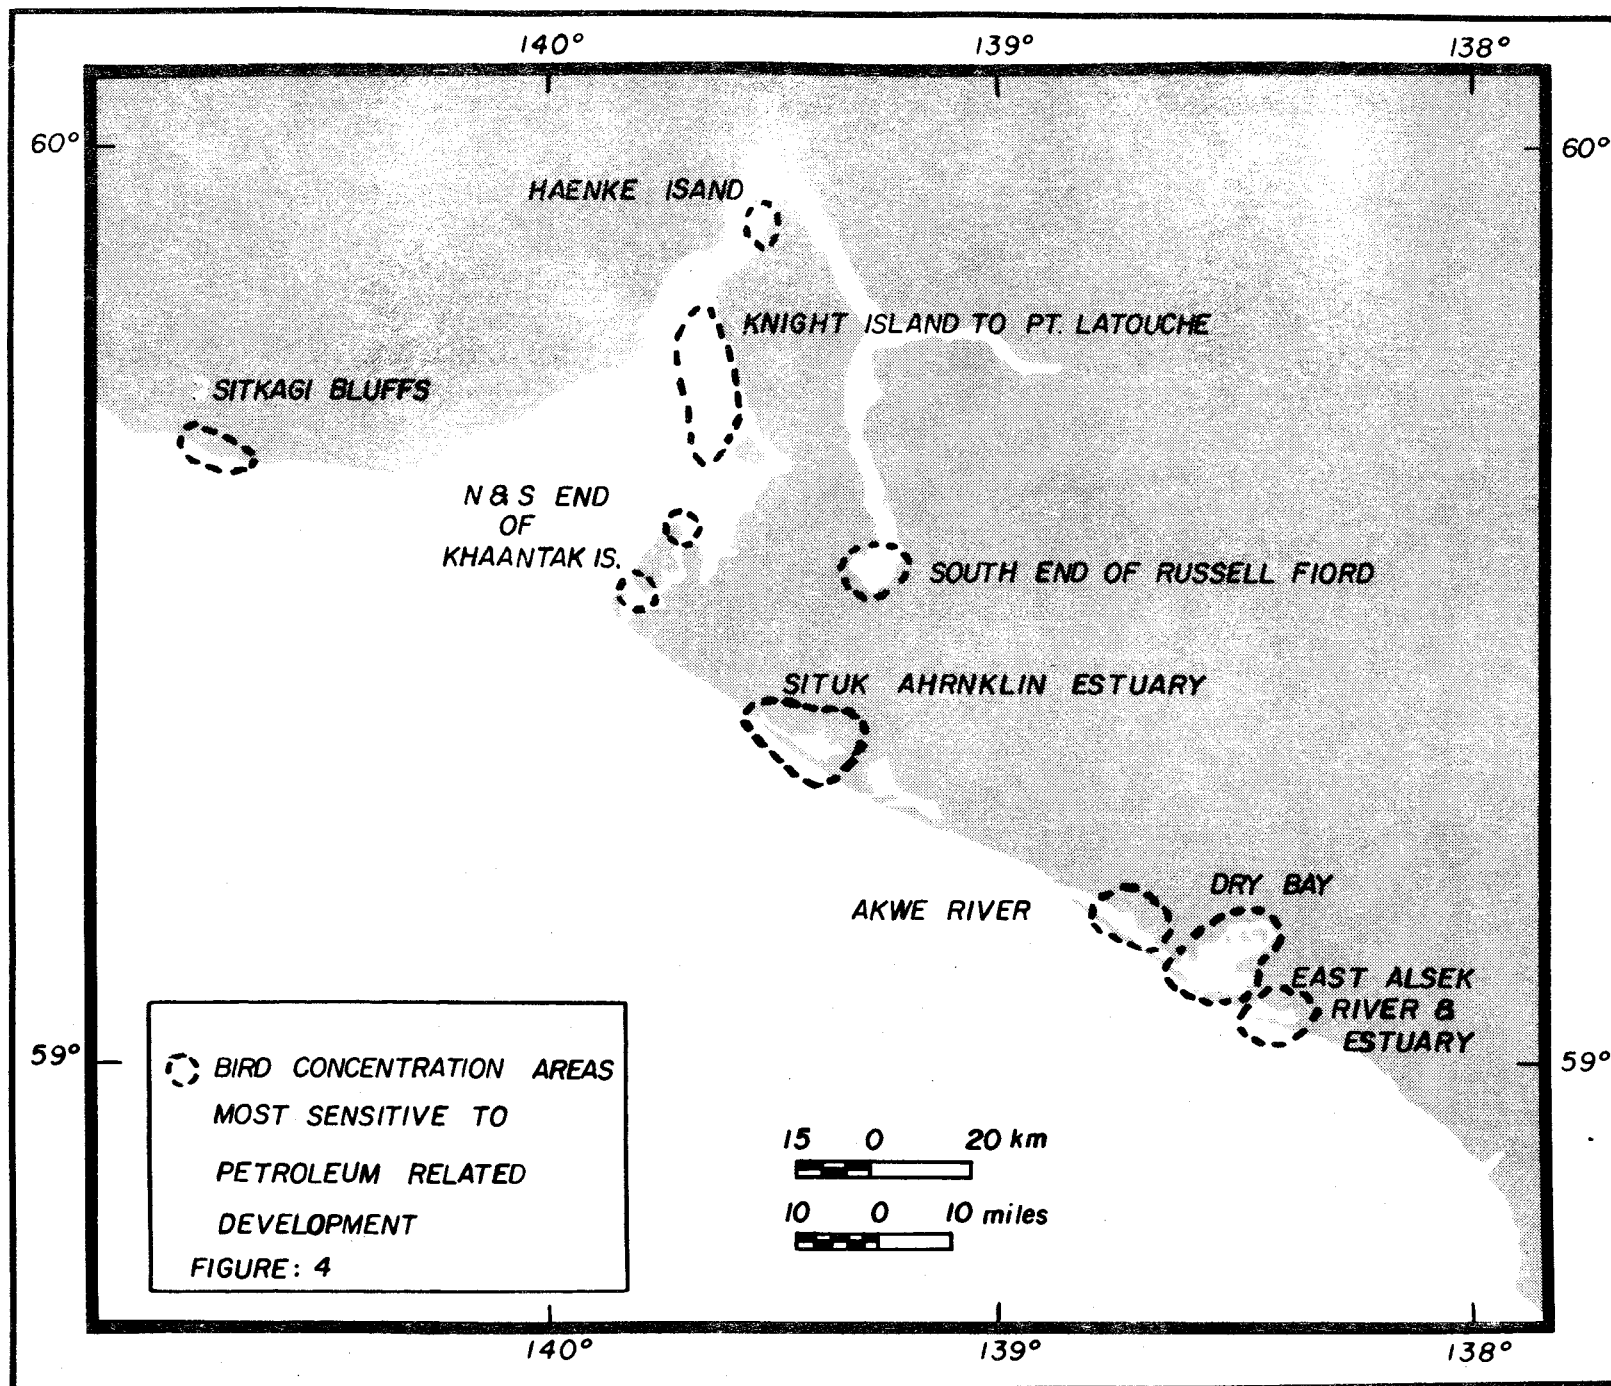 140° 139° 138°
60° 60°
HAENKE ISAND
KNIGHT ISLAND TO PT. LATOUCHE
SITKAGI BLUFFS
N & S END
OF
KHAANTAK IS.
SOUTH END OF RUSSELL FIORD
SITUK AHRNKLIN ESTUARY
DRY BAY
AKWE RIVER
EAST ALSEK
RIVER &
ESTUARY
59° 59°
BIRD CONCENTRATION AREAS
MOST SENSITIVE TO
PETROLEUM RELATED
DEVELOPMENT
FIGURE: 4
15 0 20 km
10 0 10 miles
140° 139° 138°